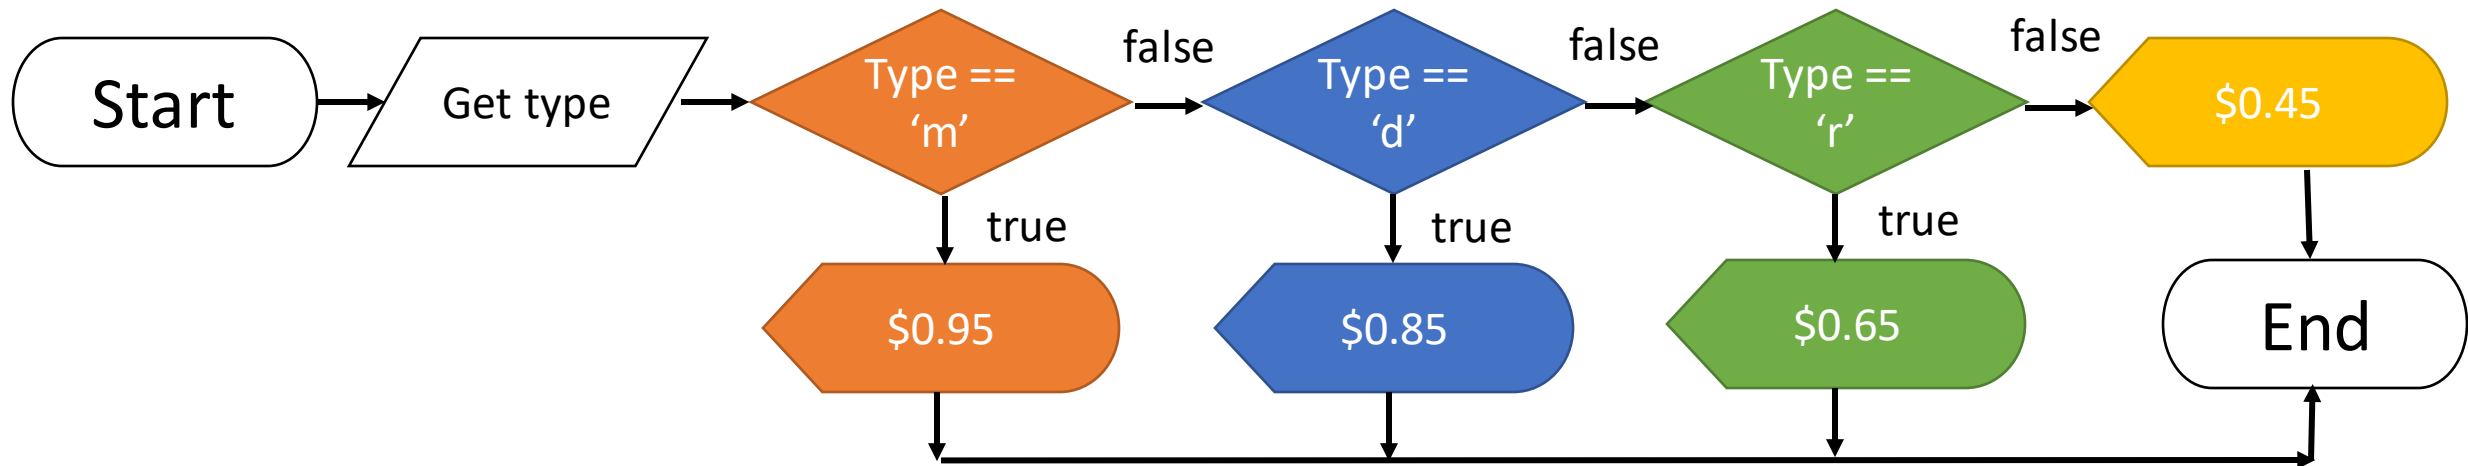 Start
Get type
Type ==
‘m’
false
Type ==
‘d’
false
Type ==
‘r’
false
$0.45
true
true
true
$0.95
$0.85
$0.65
End